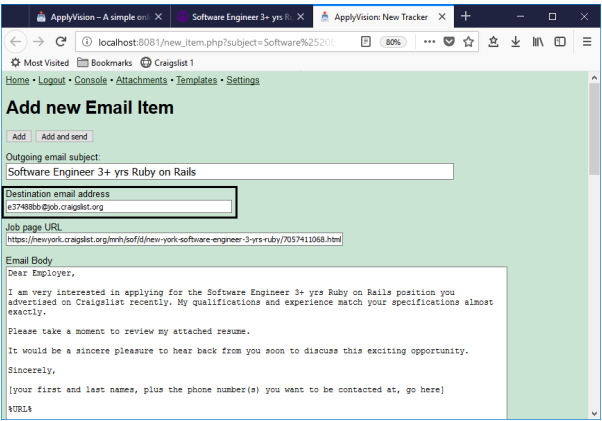 ApplyVision – A simple onl
Software Engineer 3+ yrs R
ApplyVision: New Tracker
localhost:8081/new_item.php?subject=Software%2520
80%
Most Visited Bookmarks Craigslist 1
Home • Logout • Console • Attachments • Templates • Settings
Add new Email Item
Add Add and send
Outgoing email subject:
Software Engineer 3+ yrs Ruby on Rails
Destination email address
e37488bb@job.craigslist.org
Job page URL
https://newyork.craigslist.org/mnh/sof/d/new-york-software-engineer-3-yrs-ruby/7057411068.html
Email Body
Dear Employer,
I am very interested in applying for the Software Engineer 3+ yrs Ruby on Rails position you
advertised on Craigslist recently. My qualifications and experience match your specifications almost
exactly.
Please take a moment to review my attached resume.
It would be a sincere pleasure to hear back from you soon to discuss this exciting opportunity.
Sincerely,
[your first and last names, plus the phone number(s) you want to be contacted at, go here]
%URL%